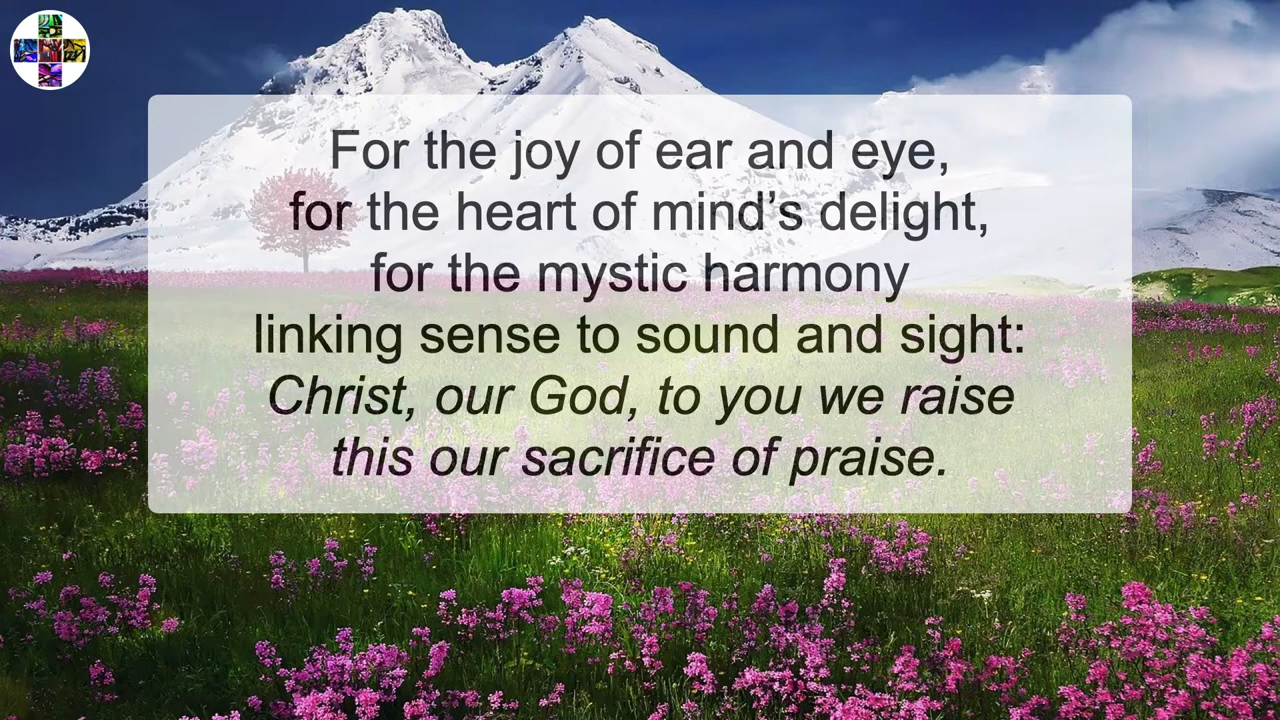 For the joy of ear and eye,
for the heart of mind’s delight,
for the mystic harmony
linking sense to sound and sight:
Christ, our God, to you we raise
this our sacrifice of praise.